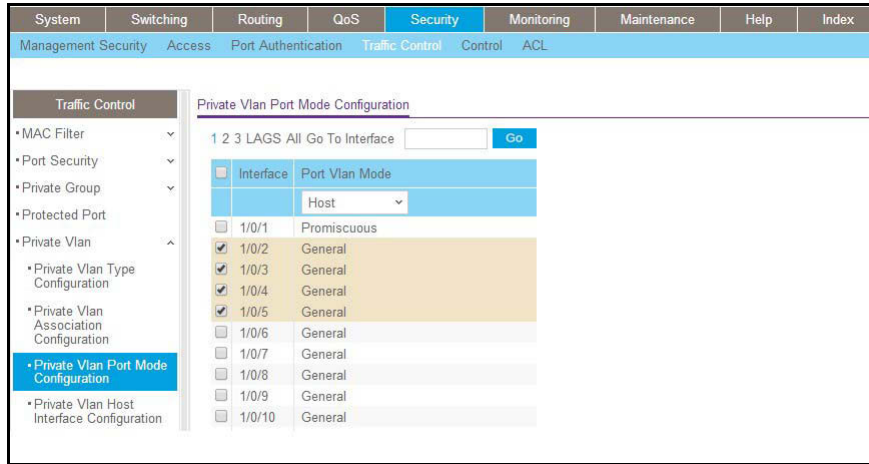 System Switching Routing QoS Security Monitoring Maintenance Help Index
Management Security Access Port Authentication Traffic Control Control ACL
Traffic Control
MAC Filter
Port Security
Private Group
Protected Port
Private Vlan
Private Vlan Type
Configuration
Private Vlan
Association
Configuration
Private Vlan Port Mode
Configuration
Private Vlan Host
Interface Configuration
Private Vlan Port Mode Configuration
1 2 3 LAGS All Go To Interface Go
Interface Port Vlan Mode
Host
1/0/1 Promiscuous
1/0/2 General
1/0/3 General
1/0/4 General
1/0/5 General
1/0/6 General
1/0/7 General
1/0/8 General
1/0/9 General
1/0/10 General